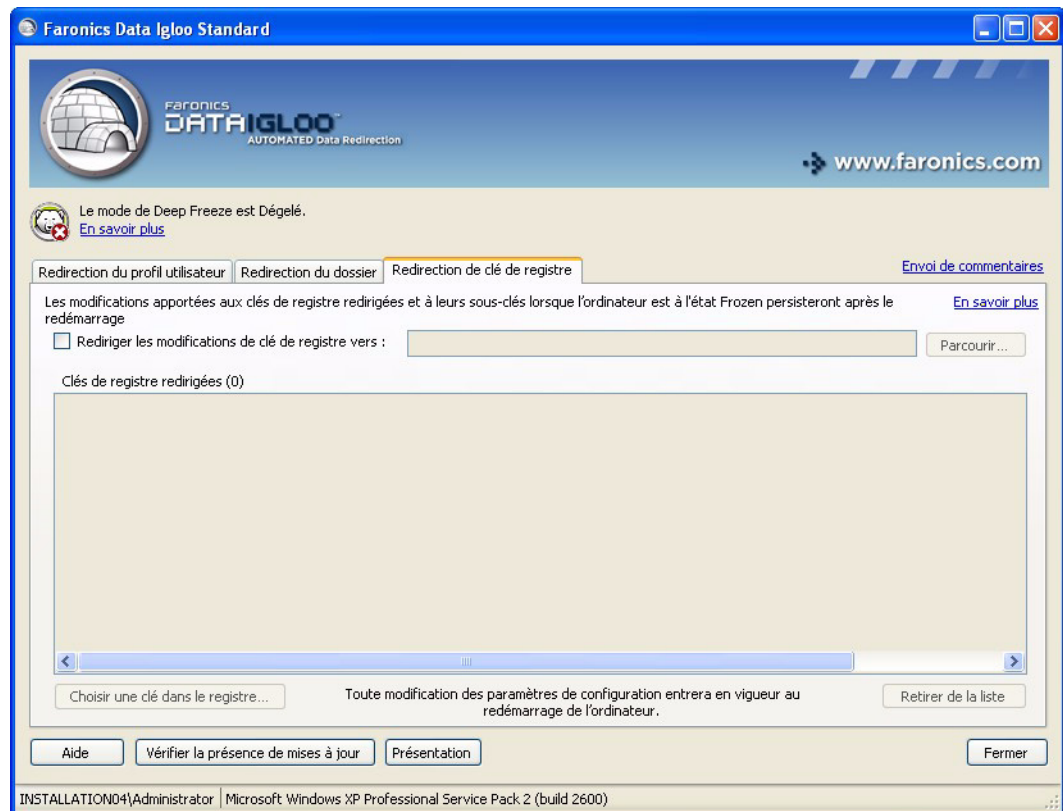 Faronics Data Igloo Standard
Faronics
DATAIGLOO™
AUTOMATED Data Redirection
www.faronics.com
Le mode de Deep Freeze est Dégelé.
En savoir plus
Redirection du profil utilisateur
Redirection du dossier
Redirection de clé de registre
Envoi de commentaires
Les modifications apportées aux clés de registre redirigées et à leurs sous-clés lorsque l'ordinateur est à l'état Frozen persisteront après le
redémarrage
En savoir plus
Rediriger les modifications de clé de registre vers :
Parcourir...
Clés de registre redirigées (0)
Choisir une clé dans le registre...
Toute modification des paramètres de configuration entrera en vigueur au
redémarrage de l'ordinateur.
Retirer de la liste
Aide
Vérifier la présence de mises à jour
Présentation
Fermer
INSTALLATION04\Administrator
Microsoft Windows XP Professional Service Pack 2 (build 2600)